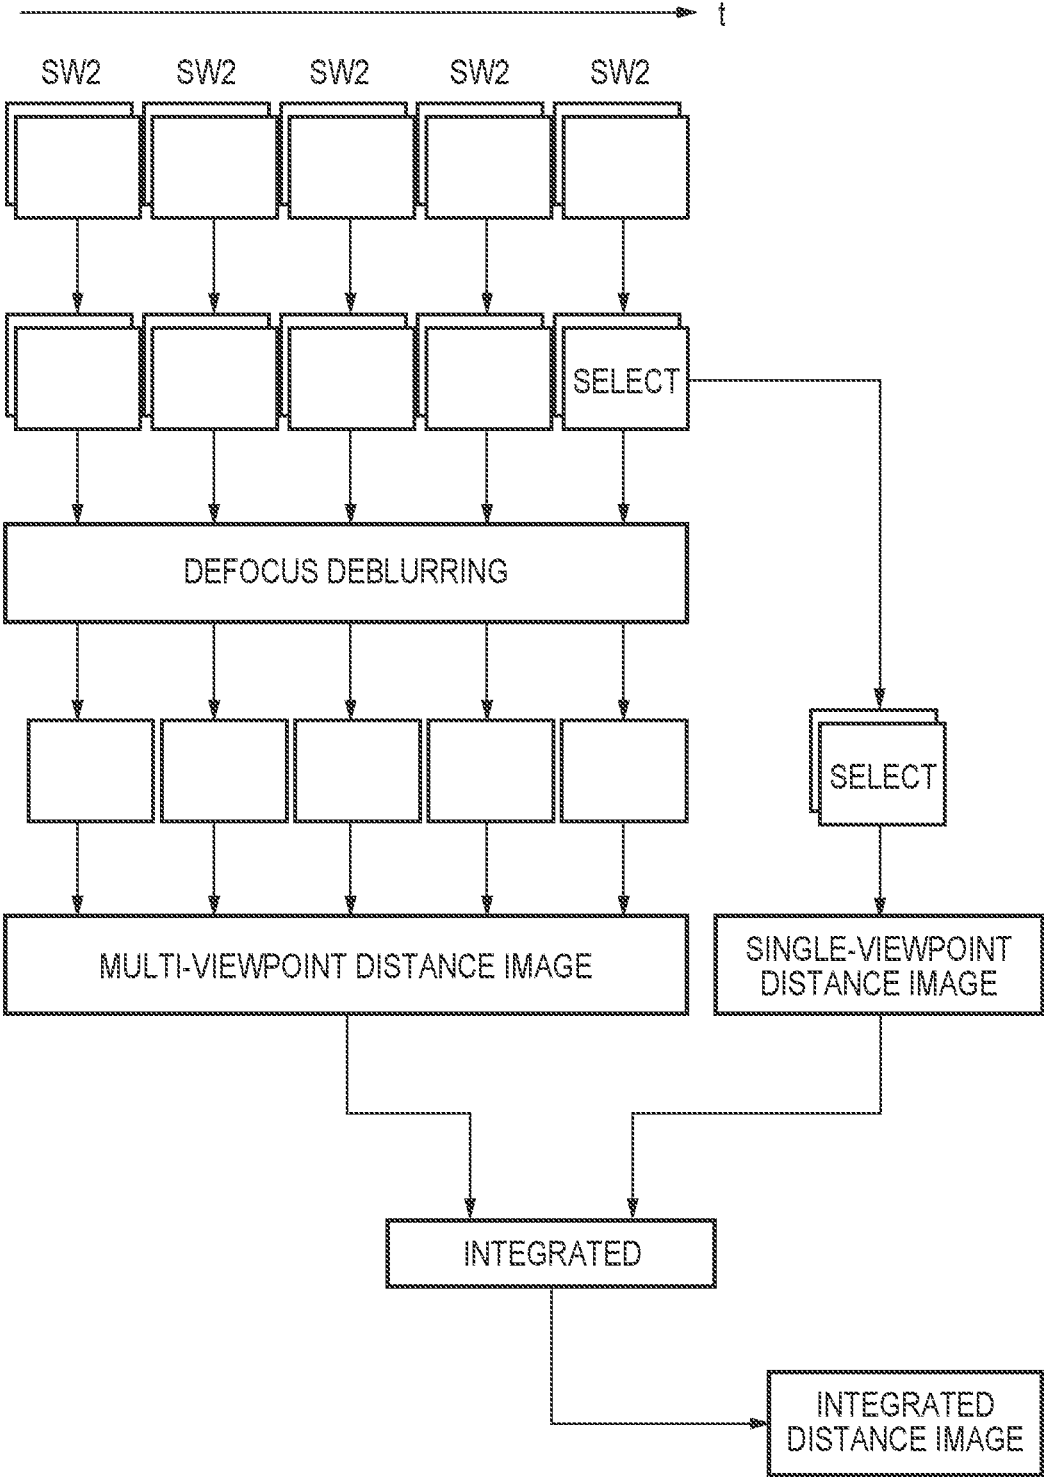 t
SW2 SW2 SW2 SW2 SW2
SELECT
DEFOCUS DEBLURRING
SELECT
MULTI-VIEWPOINT DISTANCE IMAGE
SINGLE-VIEWPOINT
DISTANCE IMAGE
INTEGRATED
INTEGRATED
DISTANCE IMAGE